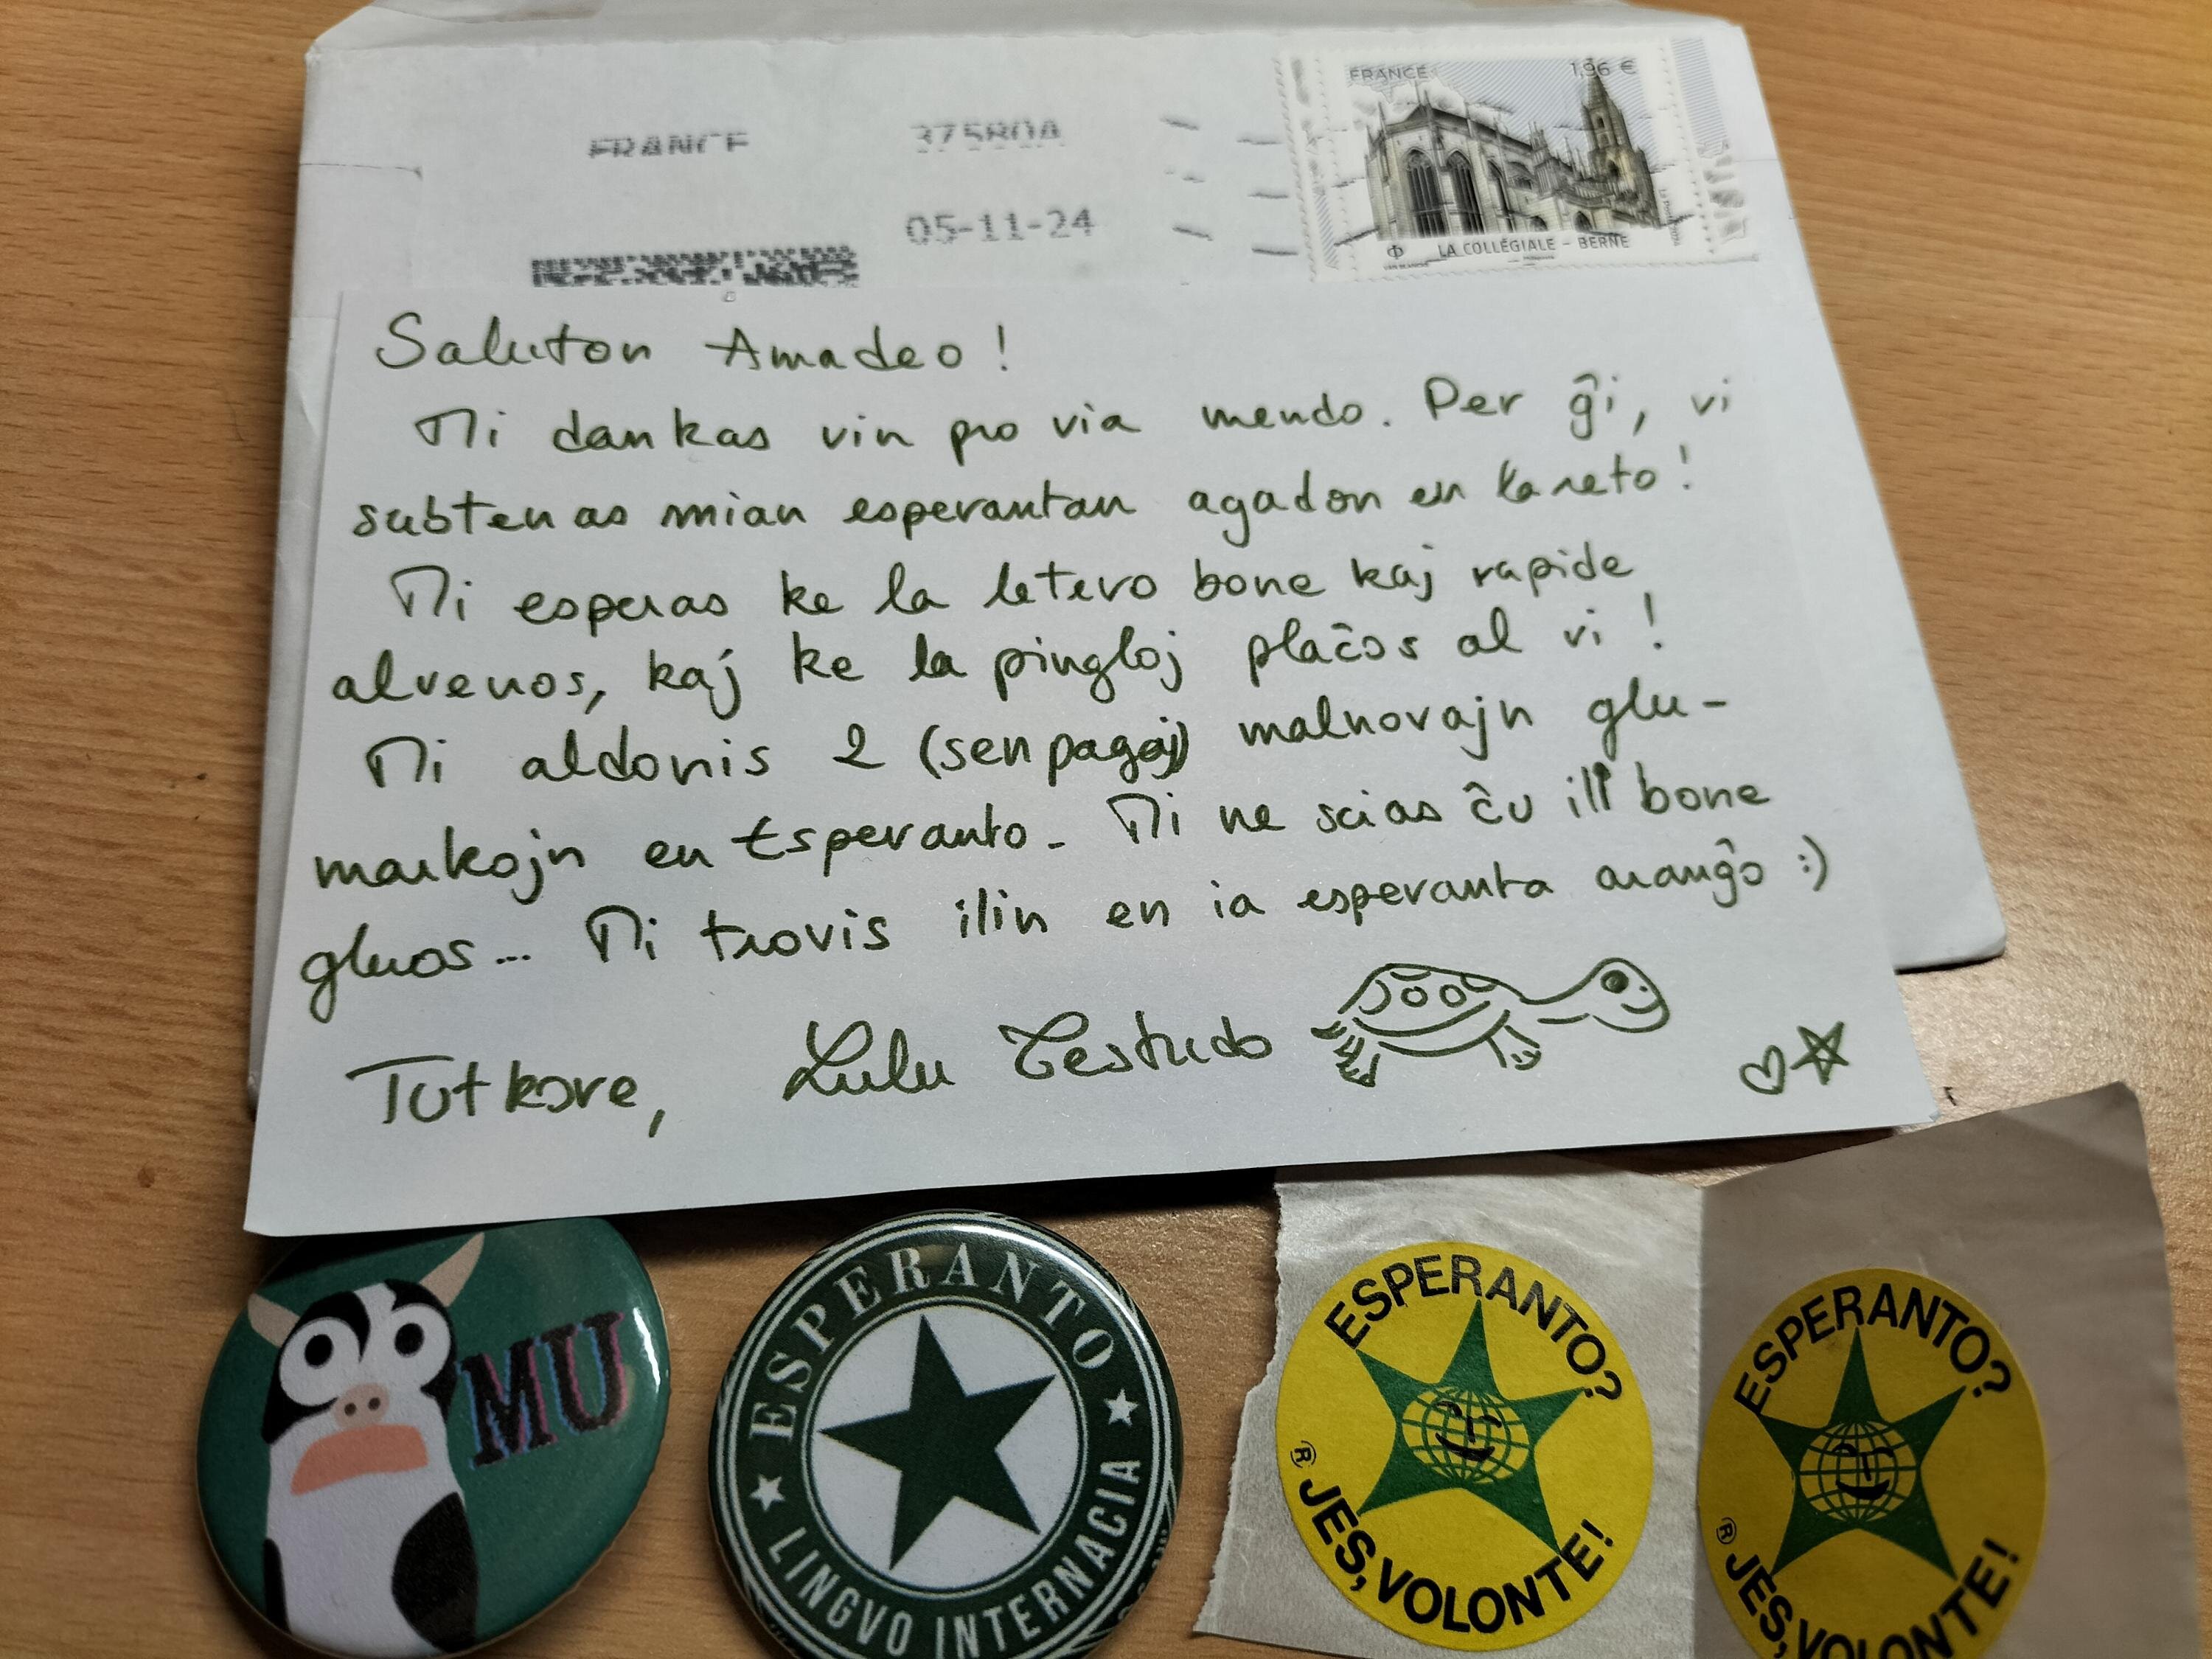 FRANCE 37580A
05-11-24
FRANCE 1,96 €
LA COLLÉGIALE - BERNE
Saluton Amadeo!
Mi dankas vin pro via mendo. Per ĝi, vi
subtenas mian esperantan agadon en la reto!
Mi esperas ke la letero bone kaj rapide
alvenos, kaj ke la pingloj plaĉos al vi!
Mi aldonis 2 (senpagaj) malnovajn glu-
markojn en Esperanto. Mi ne scias ĉu ili bone
gluos... Mi trovis ilin en ia esperanta aranĝo :)
Tutkore, Lulu Testudo
MU
ESPERANTO
LINGVO INTERNACIA
ESPERANTO?
® JES, VOLONTE!
ESPERANTO?
® JES, VOLONTE!